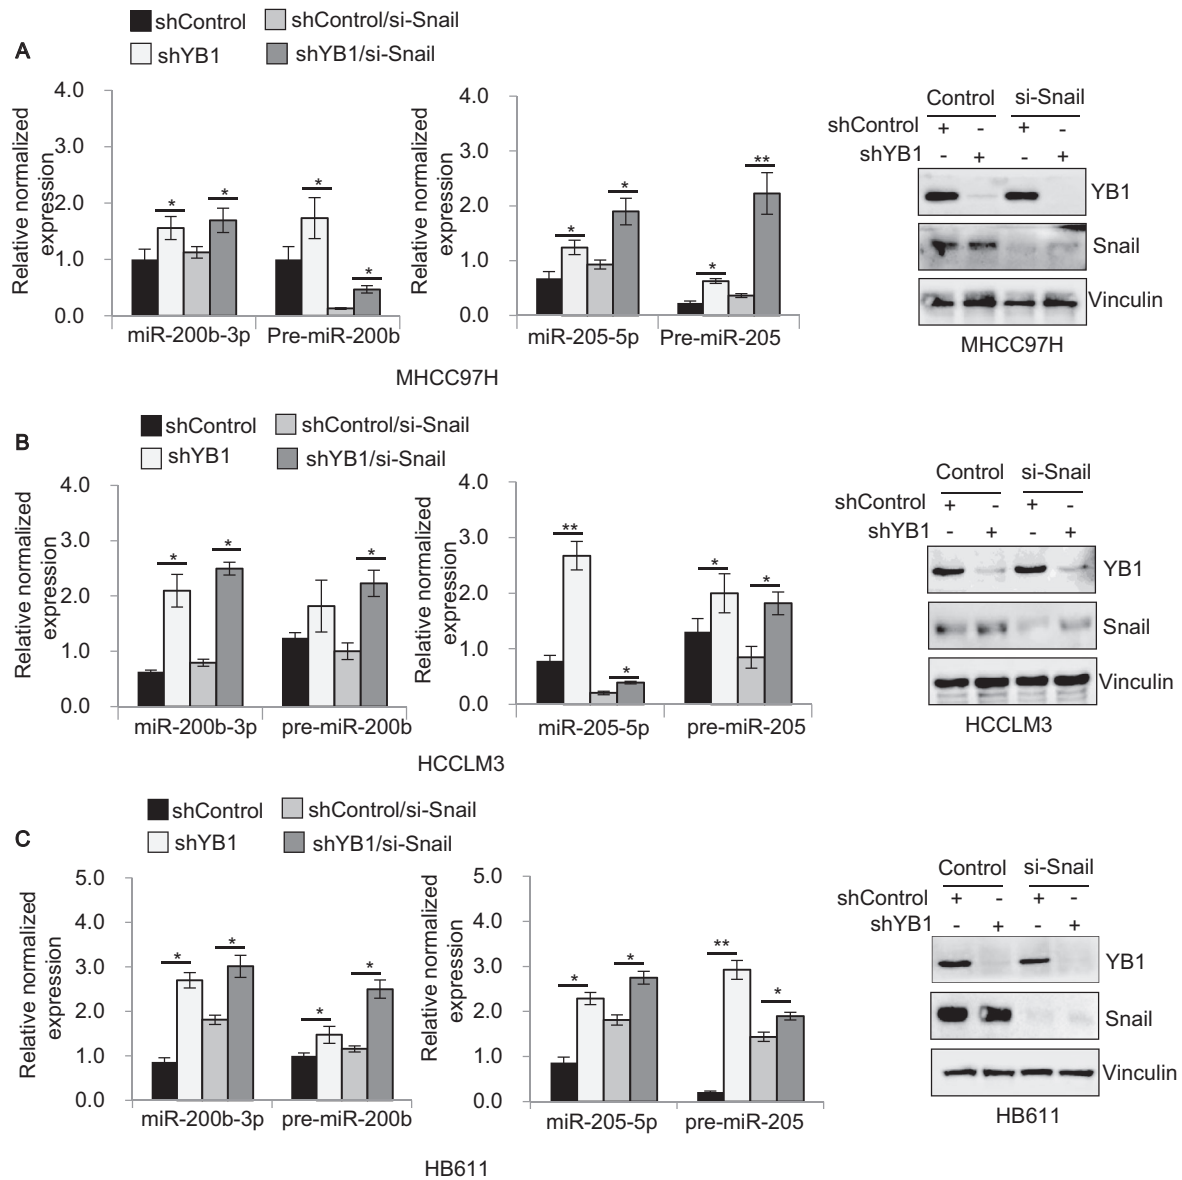 A
shControl shControl/si-Snail
shYB1 shYB1/si-Snail
Relative normalized
expression
4.0
3.0
2.0
1.0
0.0
* * * *
miR-200b-3p Pre-miR-200b
Relative normalized
expression
4.0
3.0
2.0
1.0
0.0
* * * **
miR-205-5p Pre-miR-205
MHCC97H
Control si-Snail
shControl + - + -
shYB1 - + - +
YB1
Snail
Vinculin
MHCC97H
B
shControl shControl/si-Snail
shYB1 shYB1/si-Snail
Relative normalized
expression
4.0
3.0
2.0
1.0
0.0
* * *
miR-200b-3p pre-miR-200b
Relative normalized
expression
4.0
3.0
2.0
1.0
0.0
** * * *
miR-205-5p pre-miR-205
HCCLM3
Control si-Snail
shControl + - + -
shYB1 - + - +
YB1
Snail
Vinculin
HCCLM3
C
shControl shControl/si-Snail
shYB1 shYB1/si-Snail
Relative normalized
expression
5.0
4.0
3.0
2.0
1.0
0.0
* * * *
miR-200b-3p pre-miR-200b
Relative normalized
expression
5.0
4.0
3.0
2.0
1.0
0.0
* * ** *
miR-205-5p pre-miR-205
HB611
Control si-Snail
shControl + - + -
shYB1 - + - +
YB1
Snail
Vinculin
HB611